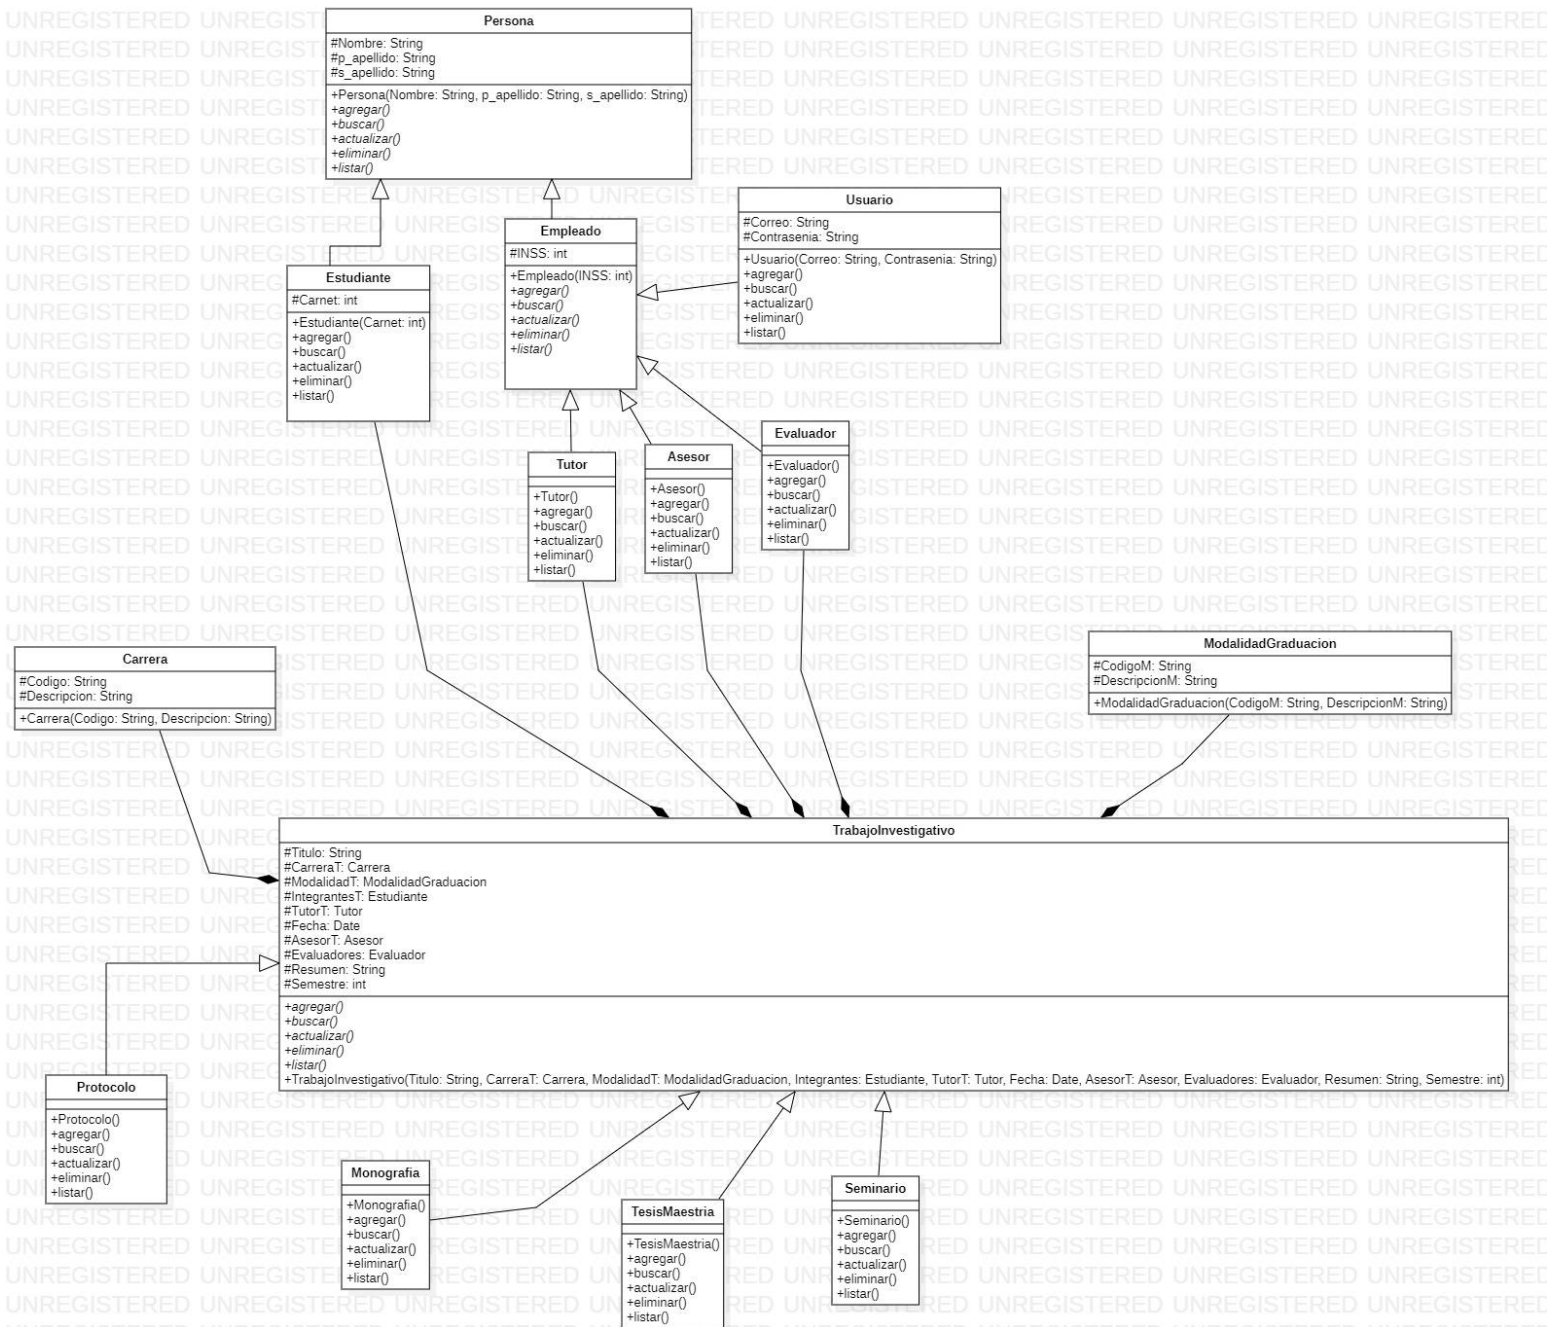 Persona
#Nombre: String
#p_apellido: String
#s_apellido: String
+Persona(Nombre: String, p_apellido: String, s_apellido: String)
+agregar()
+buscar()
+actualizar()
+eliminar()
+listar()
Usuario
#Correo: String
#Contrasenia: String
+Usuario(Correo: String, Contrasenia: String)
+agregar()
+buscar()
+actualizar()
+eliminar()
+listar()
Empleado
#INSS: int
+Empleado(INSS: int)
+agregar()
+buscar()
+actualizar()
+eliminar()
+listar()
Estudiante
#Carnet: int
+Estudiante(Carnet: int)
+agregar()
+buscar()
+actualizar()
+eliminar()
+listar()
Tutor
+Tutor()
+agregar()
+buscar()
+actualizar()
+eliminar()
+listar()
Asesor
+Asesor()
+agregar()
+buscar()
+actualizar()
+eliminar()
+listar()
Evaluador
+Evaluador()
+agregar()
+buscar()
+actualizar()
+eliminar()
+listar()
Carrera
#Codigo: String
#Descripcion: String
+Carrera(Codigo: String, Descripcion: String)
ModalidadGraduacion
#CodigoM: String
#DescripcionM: String
+ModalidadGraduacion(CodigoM: String, DescripcionM: String)
TrabajoInvestigativo
#Titulo: String
#CarreraT: Carrera
#ModalidadT: ModalidadGraduacion
#IntegrantesT: Estudiante
#TutorT: Tutor
#Fecha: Date
#AsesorT: Asesor
#Evaluadores: Evaluador
#Resumen: String
#Semestre: int
+agregar()
+buscar()
+actualizar()
+eliminar()
+listar()
+TrabajoInvestigativo(Titulo: String, CarreraT: Carrera, ModalidadT: ModalidadGraduacion, Integrantes: Estudiante, TutorT: Tutor, Fecha: Date, AsesorT: Asesor, Evaluadores: Evaluador, Resumen: String, Semestre: int)
Protocolo
+Protocolo()
+agregar()
+buscar()
+actualizar()
+eliminar()
+listar()
Monografia
+Monografia()
+agregar()
+buscar()
+actualizar()
+eliminar()
+listar()
TesisMaestria
+TesisMaestria()
+agregar()
+buscar()
+actualizar()
+eliminar()
+listar()
Seminario
+Seminario()
+agregar()
+buscar()
+actualizar()
+eliminar()
+listar()
UNREGISTERED